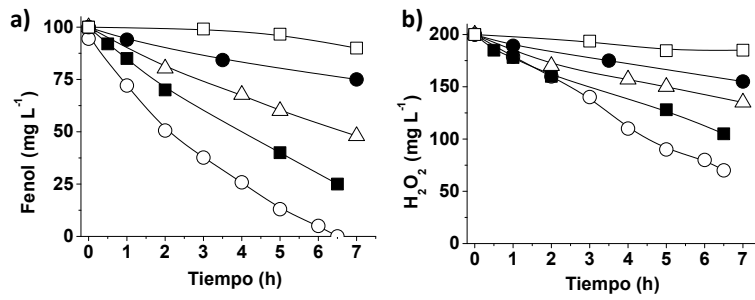 a)
Fenol (mg L⁻¹)
100
75
50
25
0
0 1 2 3 4 5 6 7
Tiempo (h)
b)
H₂O₂ (mg L⁻¹)
200
150
100
50
0
0 1 2 3 4 5 6 7
Tiempo (h)